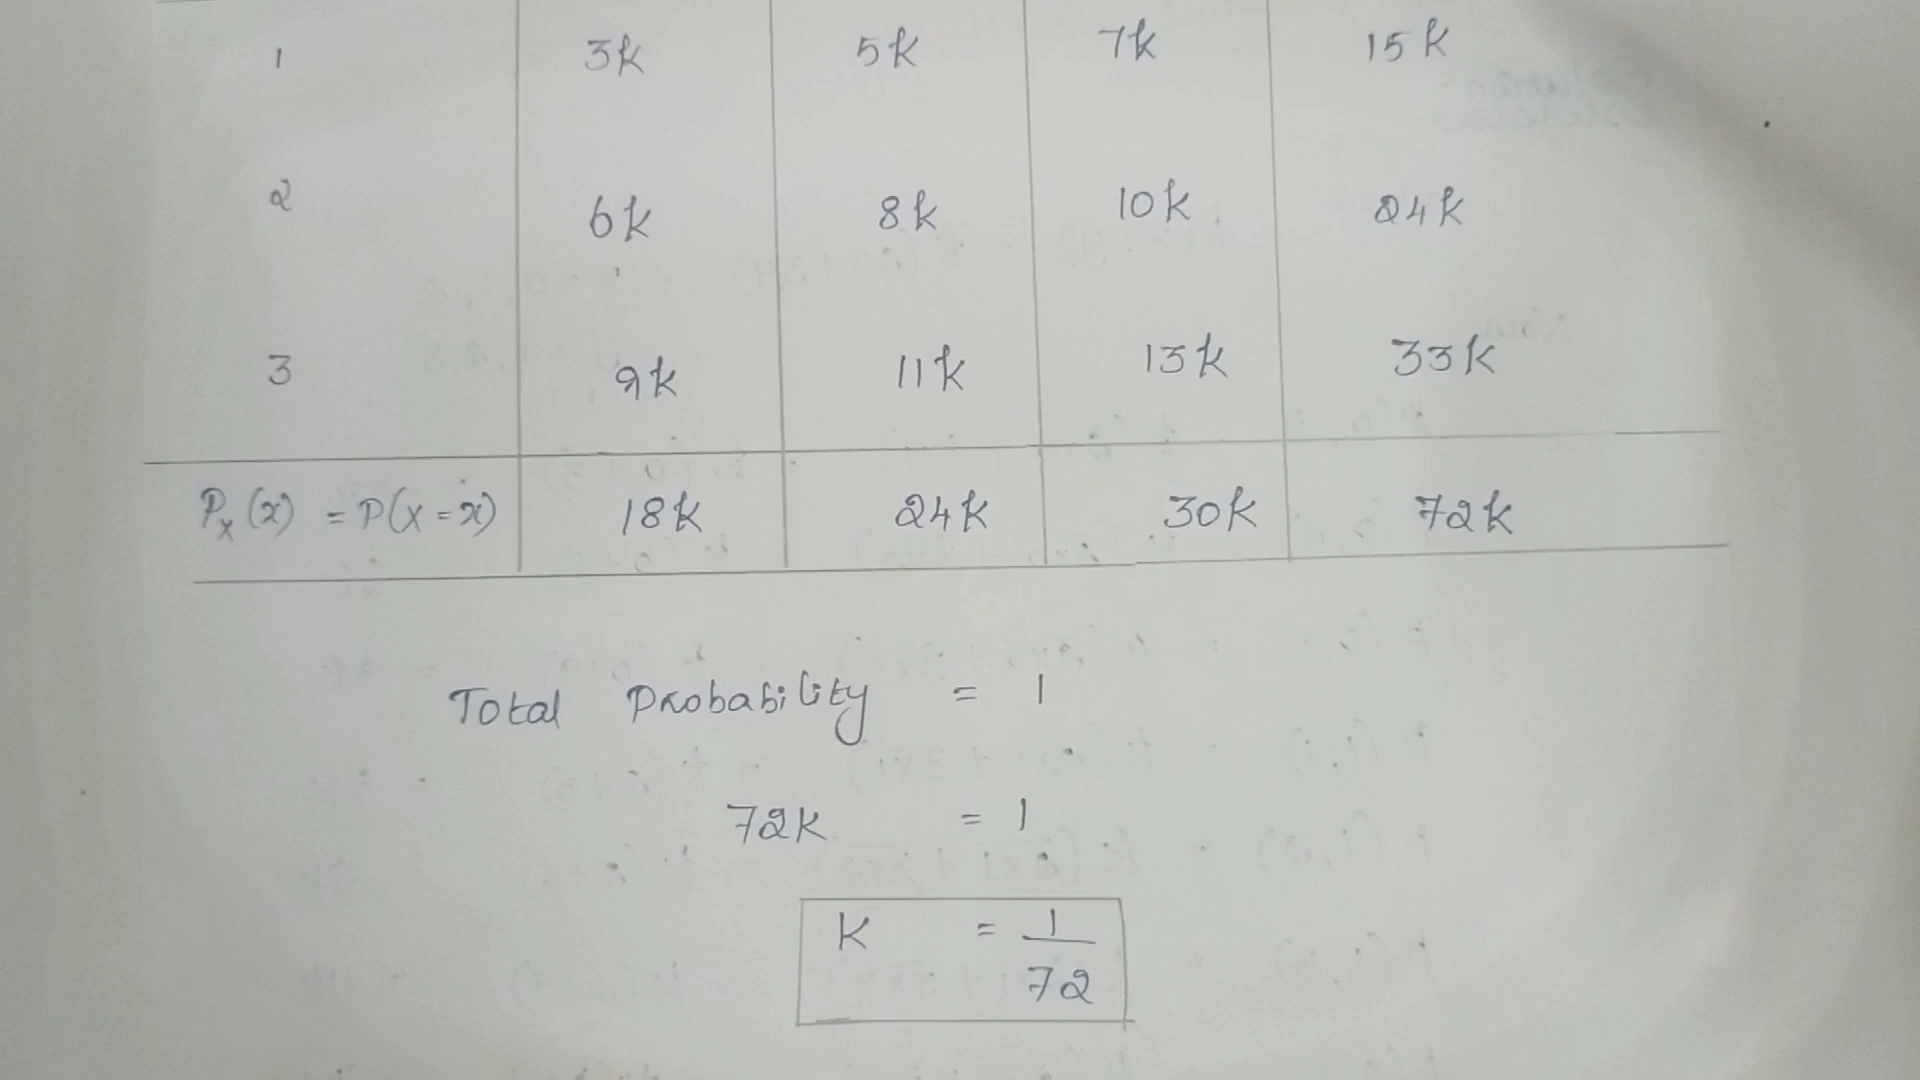 1 3k 5k 7k 15k
2 6k 8k 10k 24k
3 9k 11k 13k 33k
Px(x) = P(X=x) 18k 24k 30k 72k
Total Probability = 1
72k = 1
K = 1/72